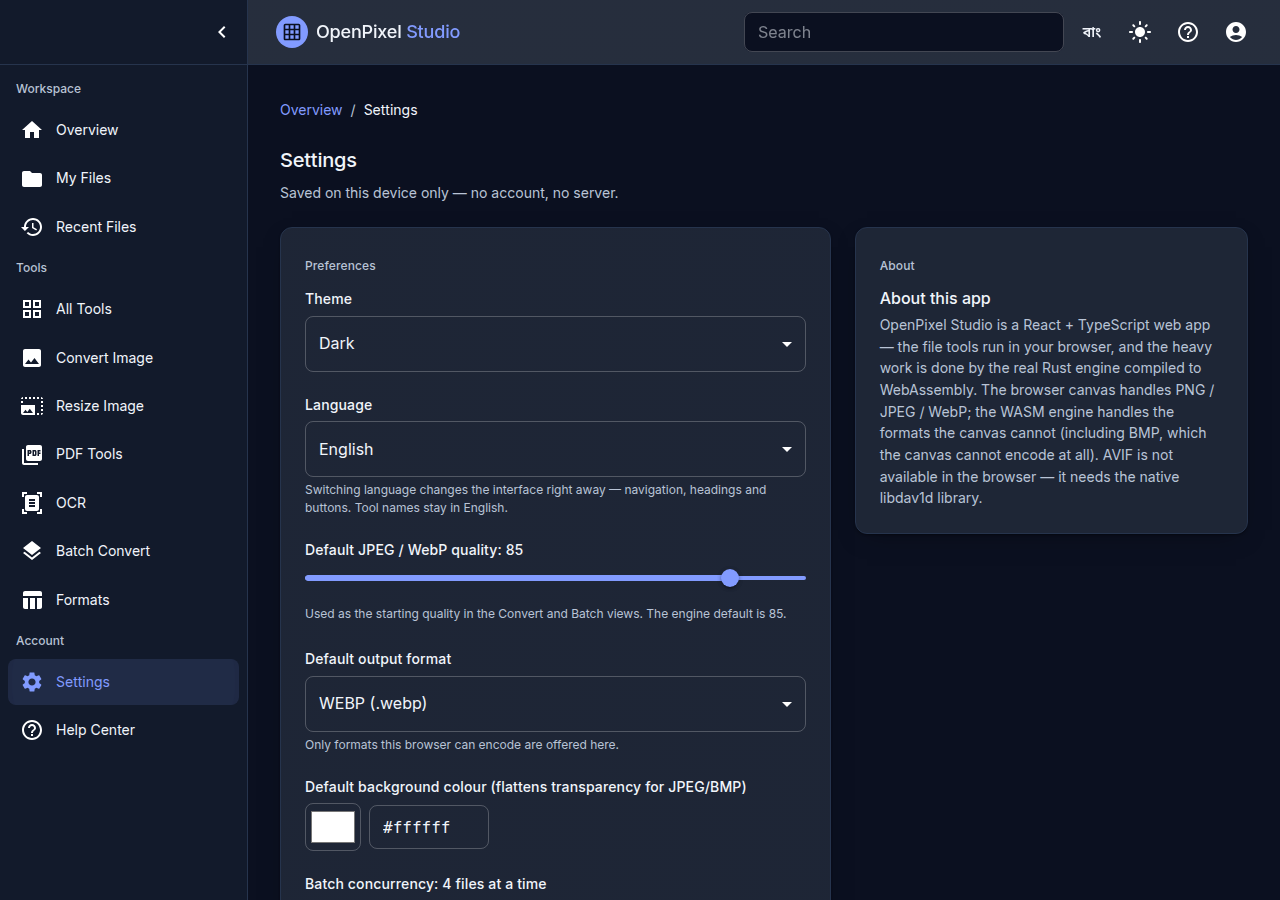 OpenPixel Studio
Search
বাং
Workspace
Overview
My Files
Recent Files
Tools
All Tools
Convert Image
Resize Image
PDF Tools
OCR
Batch Convert
Formats
Account
Settings
Help Center
Overview / Settings
Settings
Saved on this device only — no account, no server.
Preferences
Theme
Dark
Language
English
Switching language changes the interface right away — navigation, headings and
buttons. Tool names stay in English.
Default JPEG / WebP quality: 85
Used as the starting quality in the Convert and Batch views. The engine default is 85.
Default output format
WEBP (.webp)
Only formats this browser can encode are offered here.
Default background colour (flattens transparency for JPEG/BMP)
#ffffff
Batch concurrency: 4 files at a time
About
About this app
OpenPixel Studio is a React + TypeScript web app
— the file tools run in your browser, and the heavy
work is done by the real Rust engine compiled to
WebAssembly. The browser canvas handles PNG /
JPEG / WebP; the WASM engine handles the
formats the canvas cannot (including BMP, which
the canvas cannot encode at all). AVIF is not
available in the browser — it needs the native
libdav1d library.